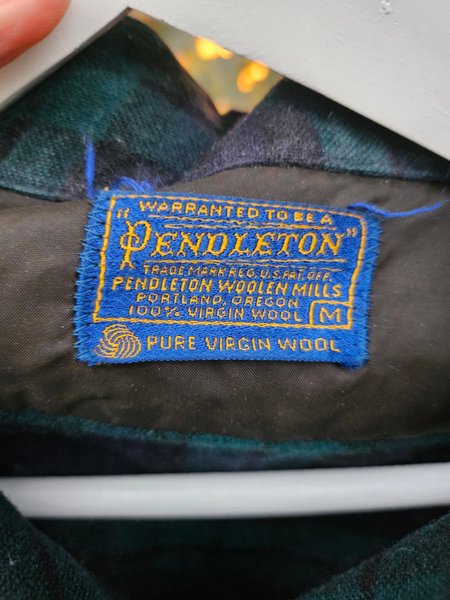 WARRANTED TO BE A
"PENDLETON"
TRADE MARK REG. U.S. PAT. OFF.
PENDLETON WOOLEN MILLS
PORTLAND, OREGON
100% VIRGIN WOOL M
PURE VIRGIN WOOL